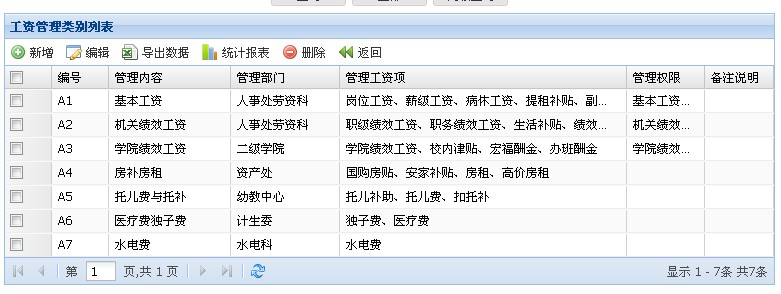 工资管理类别列表
新增 编辑 导出数据 统计报表 删除 返回
编号 管理内容 管理部门 管理工资项 管理权限 备注说明
A1 基本工资 人事处劳资科 岗位工资、薪级工资、病休工资、提租补贴、副... 基本工资...
A2 机关绩效工资 人事处劳资科 职级绩效工资、职务绩效工资、生活补贴、绩效... 机关绩效...
A3 学院绩效工资 二级学院 学院绩效工资、校内津贴、宏福酬金、办班酬金 学院绩效...
A4 房补房租 资产处 国购房贴、安家补贴、房租、高价房租
A5 托儿费与托补 幼教中心 托儿补助、托儿费、扣托补
A6 医疗费独子费 计生委 独子费、医疗费
A7 水电费 水电科 水电费
第 1 页,共 1 页 显示 1 - 7条 共7条